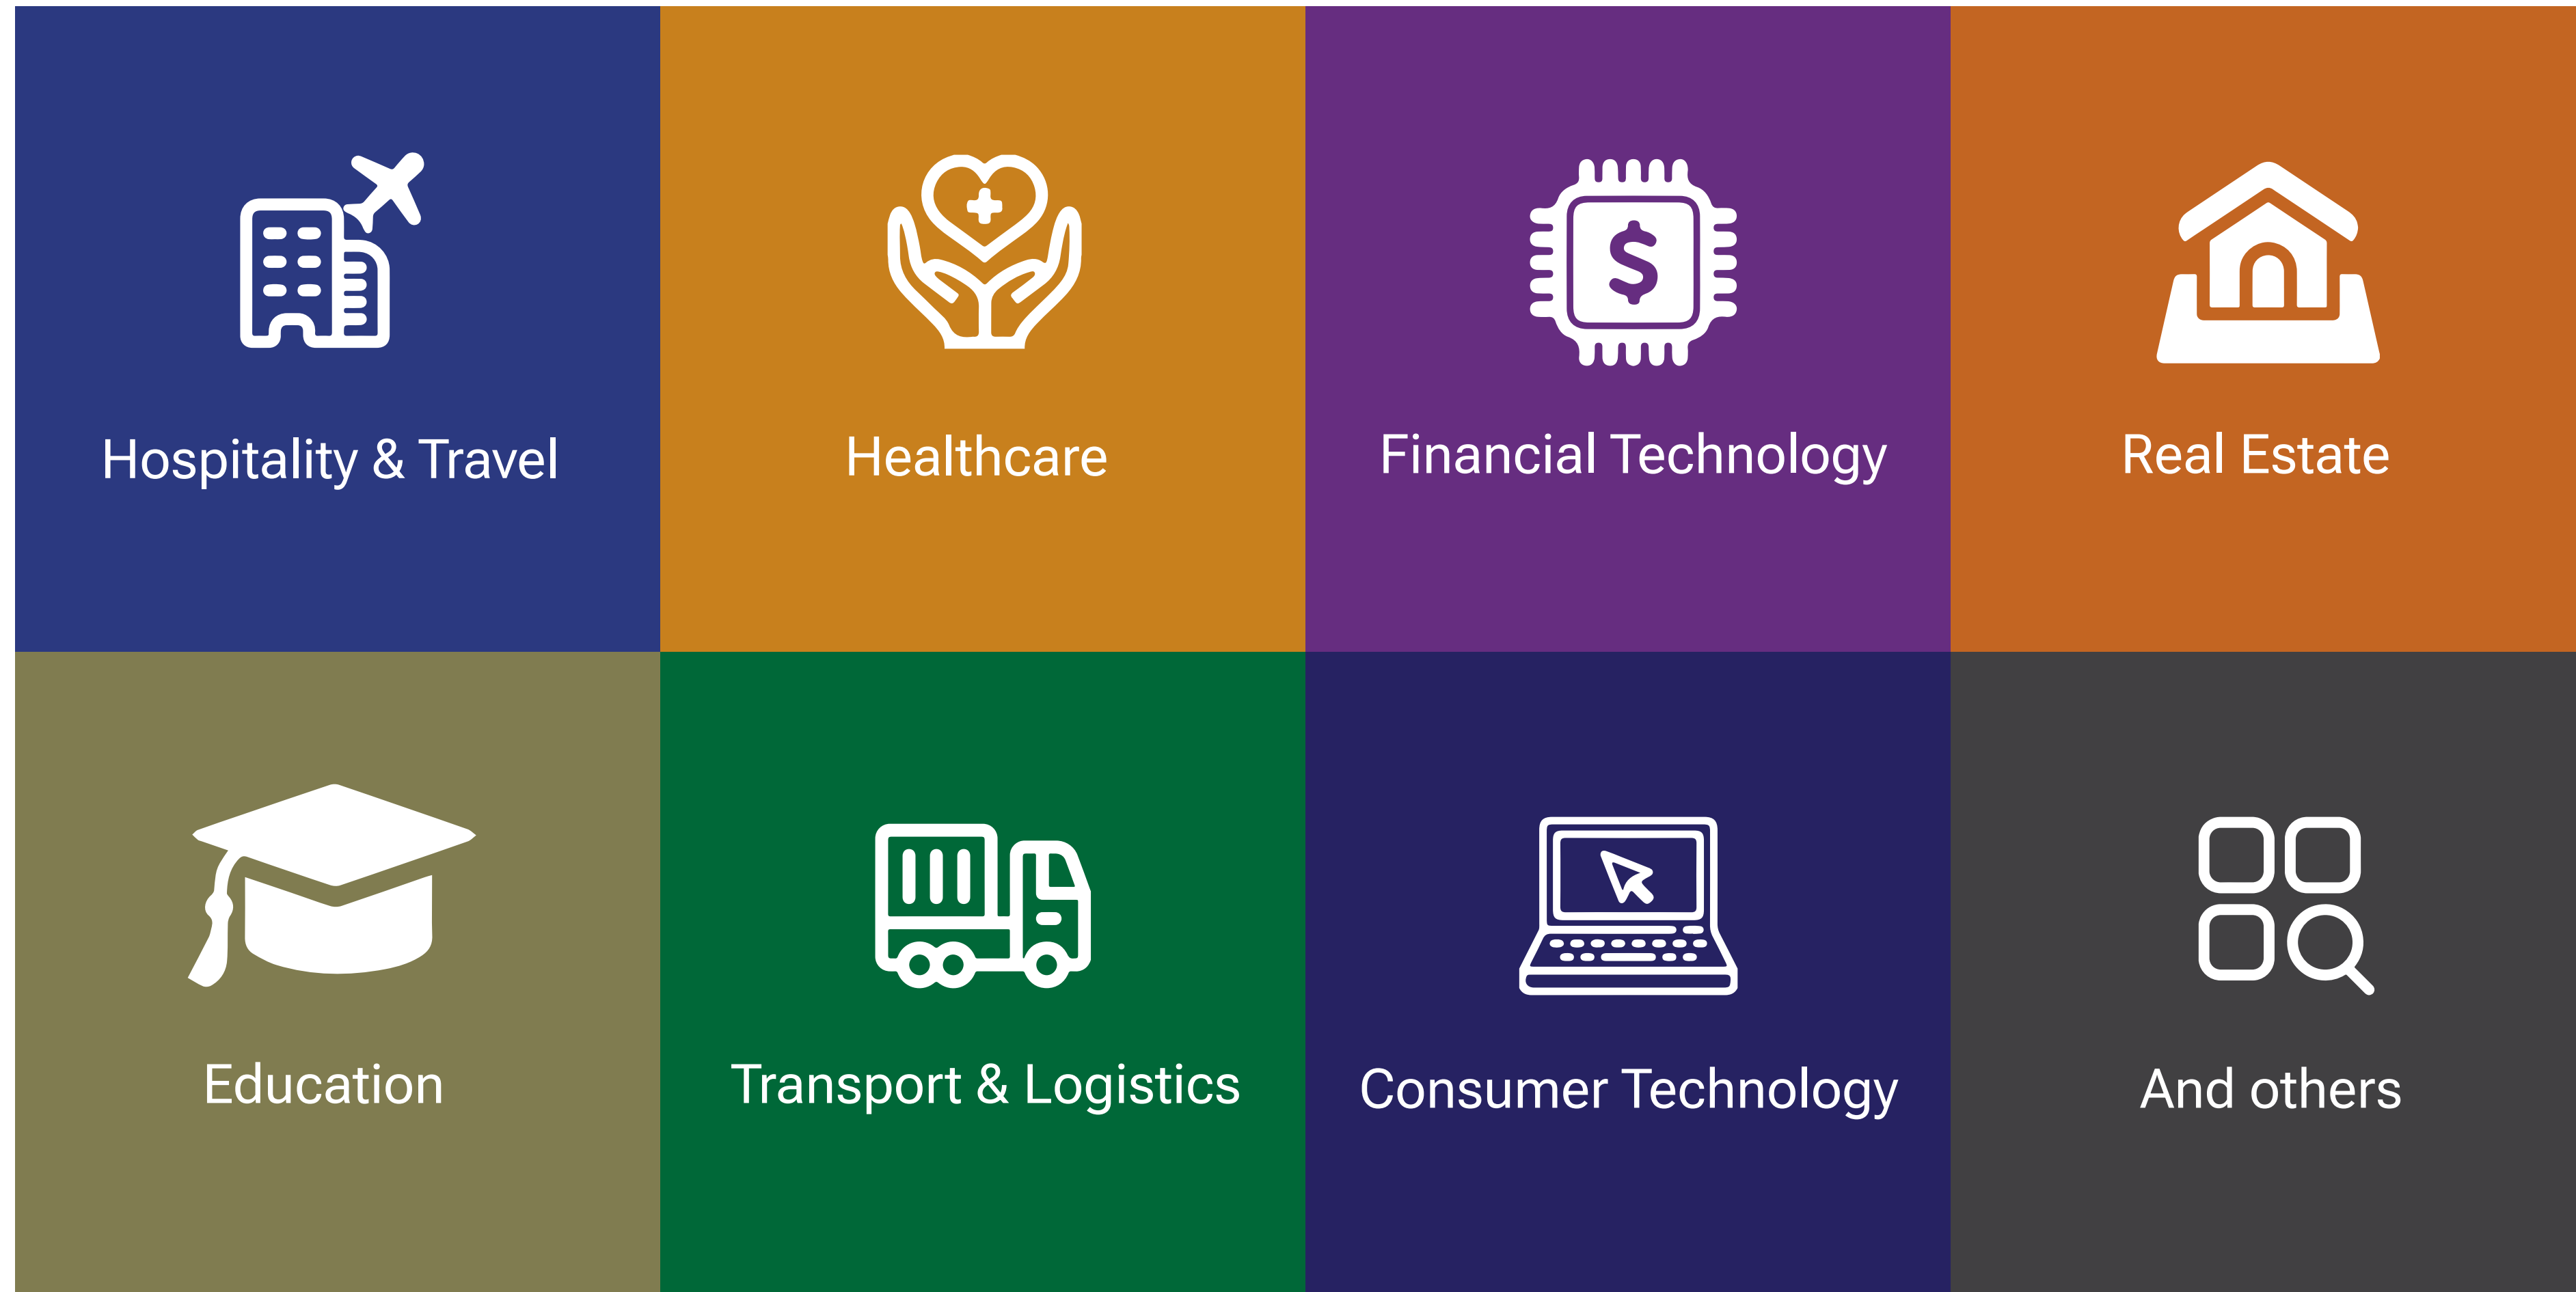 Hospitality & Travel
Healthcare
Financial Technology
Real Estate
Education
Transport & Logistics
Consumer Technology
And others